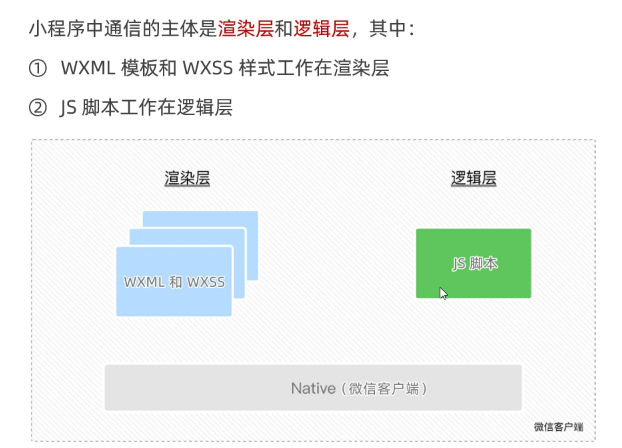 小程序中通信的主体是渲染层和逻辑层，其中：
① WXML 模板和 WXSS 样式工作在渲染层
② JS 脚本工作在逻辑层
渲染层
逻辑层
WXML 和 WXSS
JS 脚本
Native（微信客户端）
微信客户端